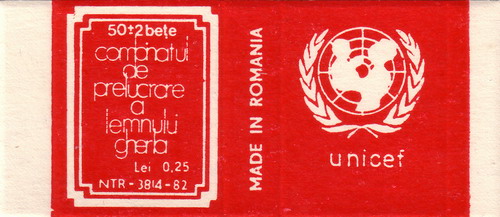 50±2 bețe
combinatul
de
prelucrare
a
lemnului
gherla
Lei 0,25
NTR - 3814 - 82
MADE IN ROMANIA
unicef